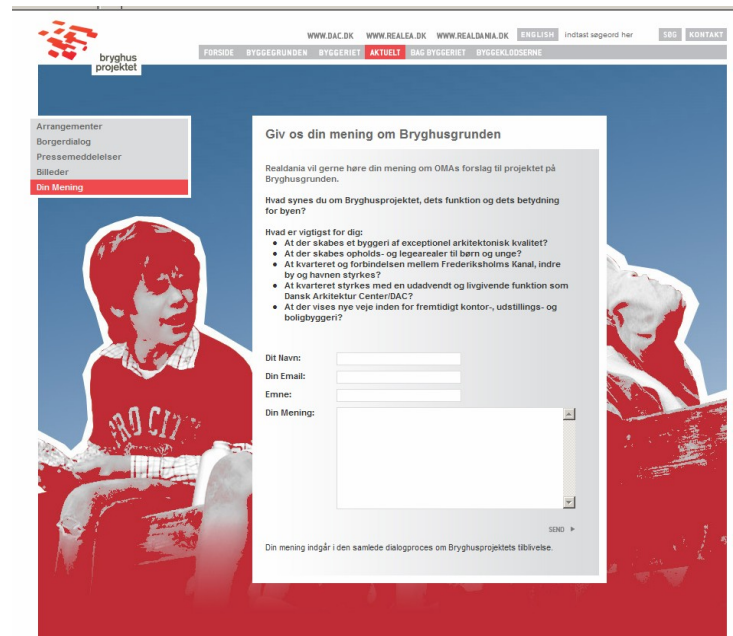 WWW.DAC.DK WWW.REALEA.DK WWW.REALDANIA.DK ENGLISH indtast søgeord her SØG KONTAKT
bryghus
projektet
FORSIDE BYGGEGRUNDEN BYGGERIET AKTUELT BAG BYGGERIET BYGGEKLODSERNE
Arrangementer
Borgerdialog
Pressemeddelelser
Billeder
Din Mening
Giv os din mening om Bryghusgrunden
Realdania vil gerne høre din mening om OMAs forslag til projektet på
Bryghusgrunden.
Hvad synes du om Bryghusprojektet, dets funktion og dets betydning
for byen?
Hvad er vigtigst for dig:
• At der skabes et byggeri af exceptionel arkitektonisk kvalitet?
• At der skabes opholds- og legearealer til børn og unge?
• At kvarteret og forbindelsen mellem Frederiksholms Kanal, indre
by og havnen styrkes?
• At kvarteret styrkes med en udadvendt og livgivende funktion som
Dansk Arkitektur Center/DAC?
• At der vises nye veje inden for fremtidigt kontor-, udstillings- og
boligbyggeri?
Dit Navn:
Din Email:
Emne:
Din Mening:
SEND
Din mening indgår i den samlede dialogproces om Bryghusprojektets tilblivelse.
PRO CITY